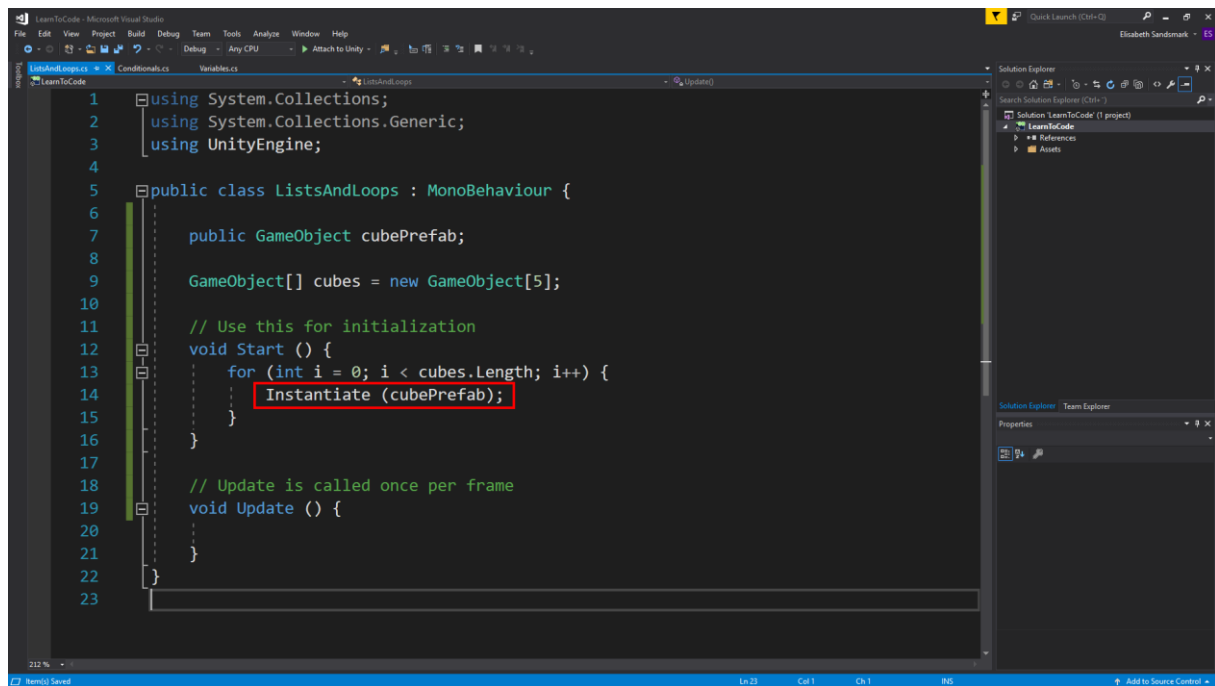 LearnToCode - Microsoft Visual Studio
Quick Launch (Ctrl+Q)
File Edit View Project Build Debug Team Tools Analyze Window Help
Elisabeth Sandsmark
ES
Debug Any CPU Attach to Unity
Toolbox
ListsAndLoops.cs Conditionals.cs Variables.cs
LearnToCode ListsAndLoops Update()
1 using System.Collections;
2 using System.Collections.Generic;
3 using UnityEngine;
4
5 public class ListsAndLoops : MonoBehaviour {
6
7 public GameObject cubePrefab;
8
9 GameObject[] cubes = new GameObject[5];
10
11 // Use this for initialization
12 void Start () {
13 for (int i = 0; i < cubes.Length; i++) {
14 Instantiate (cubePrefab);
15 }
16 }
17
18 // Update is called once per frame
19 void Update () {
20
21 }
22 }
23
212 %
Solution Explorer
Search Solution Explorer (Ctrl+')
Solution 'LearnToCode' (1 project)
LearnToCode
References
Assets
Solution Explorer Team Explorer
Properties
Item(s) Saved
Ln 23 Col 1 Ch 1 INS
Add to Source Control